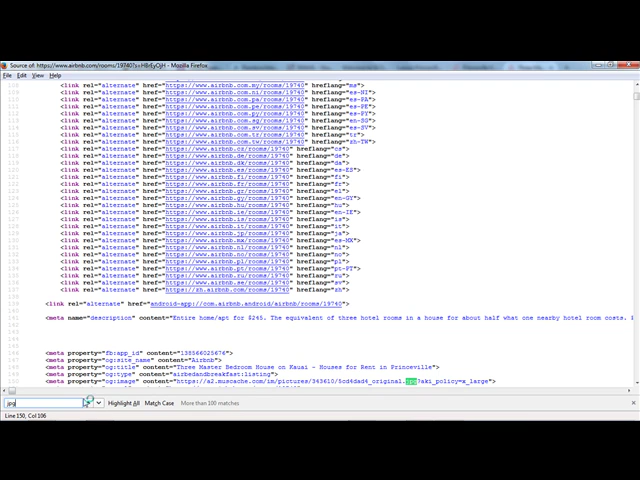 Source of: https://www.airbnb.com/rooms/19740?s=H8rEyOjH - Mozilla Firefox
File Edit View Help
108 <link rel="alternate" href="https://www.airbnb.com.my/rooms/19740" hreflang="ms">
<link rel="alternate" href="https://www.airbnb.com.ni/rooms/19740" hreflang="es-NI">
<link rel="alternate" href="https://www.airbnb.com.pa/rooms/19740" hreflang="es-PA">
<link rel="alternate" href="https://www.airbnb.com.pe/rooms/19740" hreflang="es-PE">
<link rel="alternate" href="https://www.airbnb.com.py/rooms/19740" hreflang="es-PY">
<link rel="alternate" href="https://www.airbnb.com.sg/rooms/19740" hreflang="en-SG">
<link rel="alternate" href="https://www.airbnb.com.sv/rooms/19740" hreflang="es-SV">
<link rel="alternate" href="https://www.airbnb.com.tr/rooms/19740" hreflang="tr">
<link rel="alternate" href="https://www.airbnb.com.tw/rooms/19740" hreflang="zh-TW">
<link rel="alternate" href="https://www.airbnb.cz/rooms/19740" hreflang="cs">
<link rel="alternate" href="https://www.airbnb.de/rooms/19740" hreflang="de">
<link rel="alternate" href="https://www.airbnb.dk/rooms/19740" hreflang="da">
<link rel="alternate" href="https://www.airbnb.es/rooms/19740" hreflang="es-ES">
<link rel="alternate" href="https://www.airbnb.fi/rooms/19740" hreflang="fi">
<link rel="alternate" href="https://www.airbnb.fr/rooms/19740" hreflang="fr">
<link rel="alternate" href="https://www.airbnb.gr/rooms/19740" hreflang="el">
<link rel="alternate" href="https://www.airbnb.gy/rooms/19740" hreflang="en-GY">
<link rel="alternate" href="https://www.airbnb.hu/rooms/19740" hreflang="hu">
<link rel="alternate" href="https://www.airbnb.ie/rooms/19740" hreflang="en-IE">
<link rel="alternate" href="https://www.airbnb.is/rooms/19740" hreflang="is">
<link rel="alternate" href="https://www.airbnb.it/rooms/19740" hreflang="it">
<link rel="alternate" href="https://www.airbnb.jp/rooms/19740" hreflang="ja">
<link rel="alternate" href="https://www.airbnb.mx/rooms/19740" hreflang="es-MX">
<link rel="alternate" href="https://www.airbnb.nl/rooms/19740" hreflang="nl">
<link rel="alternate" href="https://www.airbnb.no/rooms/19740" hreflang="no">
<link rel="alternate" href="https://www.airbnb.pl/rooms/19740" hreflang="pl">
<link rel="alternate" href="https://www.airbnb.pt/rooms/19740" hreflang="pt-PT">
<link rel="alternate" href="https://www.airbnb.ru/rooms/19740" hreflang="ru">
<link rel="alternate" href="https://www.airbnb.se/rooms/19740" hreflang="sv">
<link rel="alternate" href="https://zh.airbnb.com/rooms/19740" hreflang="zh">
<link rel="alternate" href="android-app://com.airbnb.android/airbnb/rooms/19740">
<meta name="description" content="Entire home/apt for $245. The equivalent of three hotel rooms in a house for about half what one nearby hotel room costs.
<meta property="fb:app_id" content="138566025676">
<meta property="og:site_name" content="Airbnb">
<meta property="og:title" content="Three Master Bedroom House on Kauai - Houses for Rent in Princeville">
<meta property="og:type" content="airbedandbreakfast:listing">
<meta property="og:image" content="https://a2.muscache.com/im/pictures/343610/5cd4dad4_original.jpg?aki_policy=x_large">
jpg Highlight All Match Case More than 100 matches
Line 150, Col 106